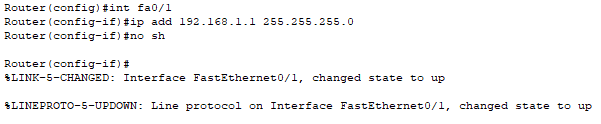 Router(config)#int fa0/1
Router(config-if)#ip add 192.168.1.1 255.255.255.0
Router(config-if)#no sh
Router(config-if)#
%LINK-5-CHANGED: Interface FastEthernet0/1, changed state to up
%LINEPROTO-5-UPDOWN: Line protocol on Interface FastEthernet0/1, changed state to up